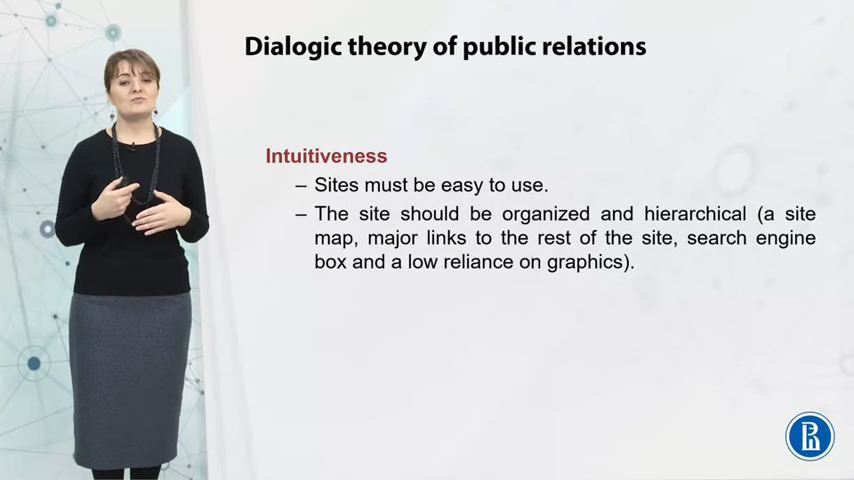 Dialogic theory of public relations
Intuitiveness
– Sites must be easy to use.
– The site should be organized and hierarchical (a site
map, major links to the rest of the site, search engine
box and a low reliance on graphics).